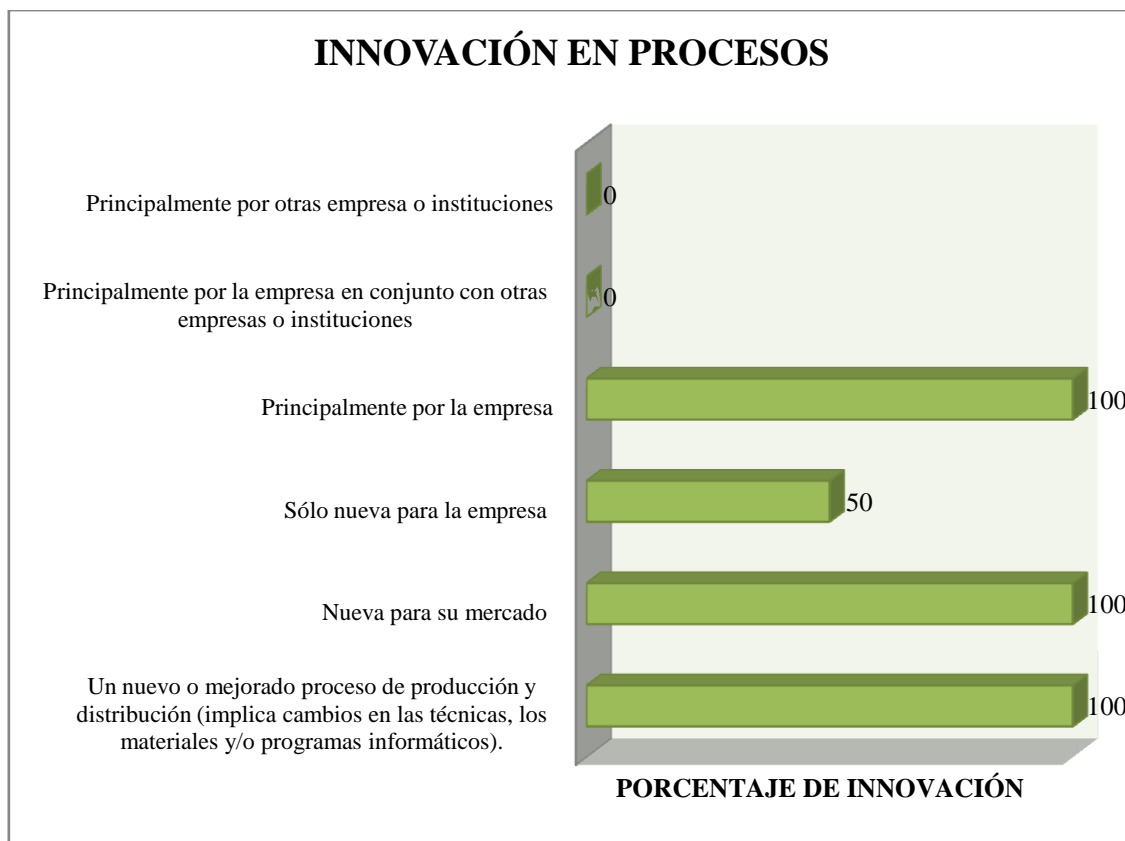 INNOVACIÓN EN PROCESOS
Principalmente por otras empresa o instituciones
0
Principalmente por la empresa en conjunto con otras
empresas o instituciones
0
Principalmente por la empresa
100
Sólo nueva para la empresa
50
Nueva para su mercado
100
Un nuevo o mejorado proceso de producción y
distribución (implica cambios en las técnicas, los
materiales y/o programas informáticos).
100
PORCENTAJE DE INNOVACIÓN